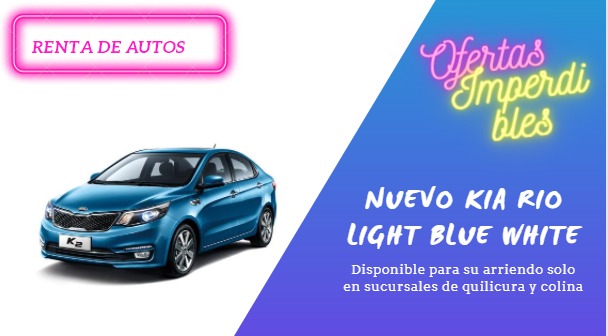 RENTA DE AUTOS
Ofertas
Imperdi
bles
K2
NUEVO KIA RIO
LIGHT BLUE WHITE
Disponible para su arriendo solo
en sucursales de quilicura y colina